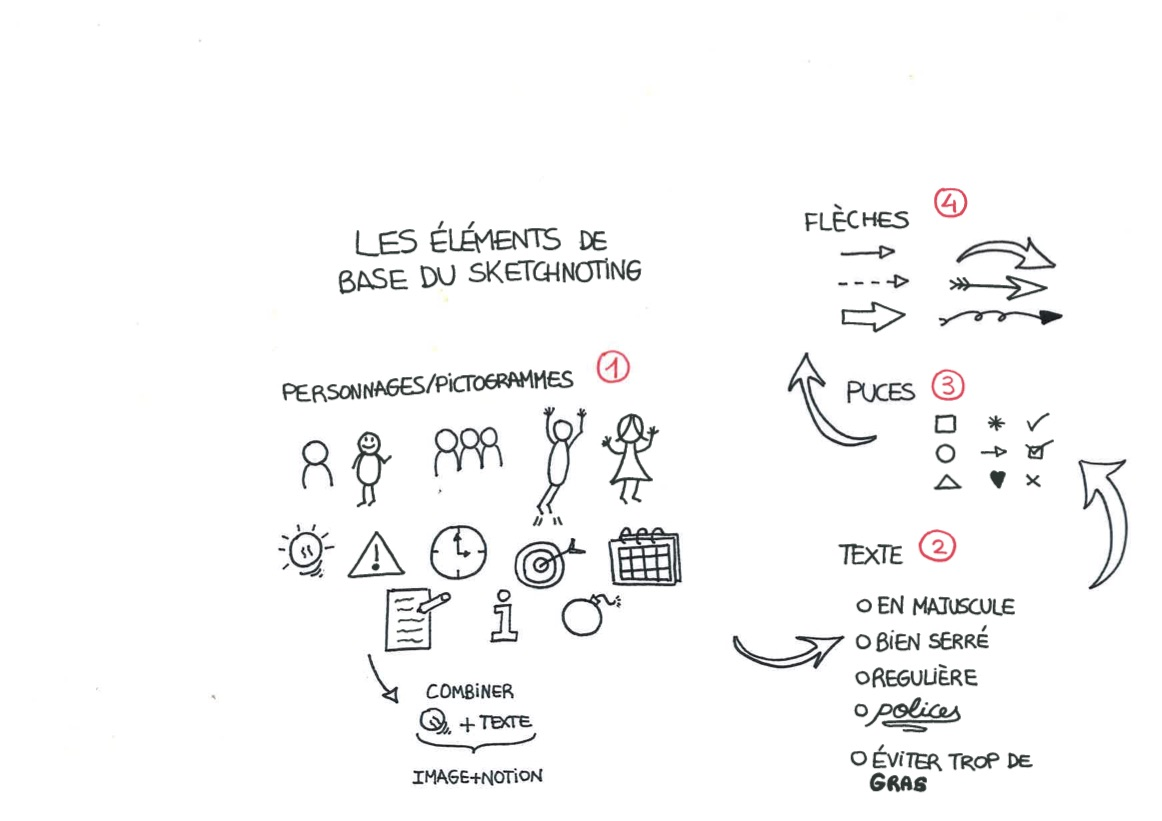 LES ÉLÉMENTS DE
BASE DU SKETCHNOTING
PERSONNAGES/PICTOGRAMMES 1
COMBINER
+ TEXTE
IMAGE+NOTION
TEXTE 2
O EN MAJUSCULE
O BIEN SERRÉ
O REGULIÈRE
O polices
O ÉVITER TROP DE
GRAS
PUCES 3
FLÈCHES 4